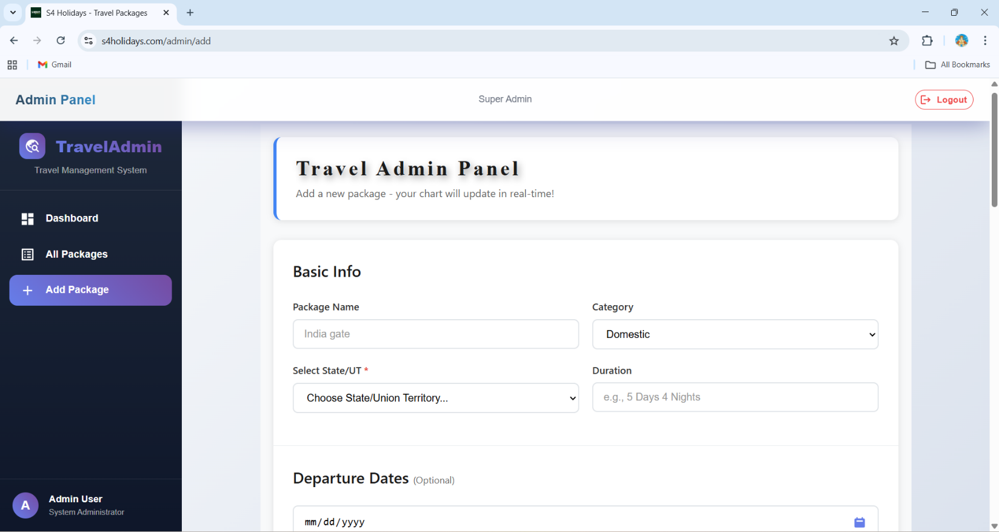 S4 Holidays - Travel Packages
s4holidays.com/admin/add
Gmail
All Bookmarks
Admin Panel
Super Admin
Logout
TravelAdmin
Travel Management System
Dashboard
All Packages
Add Package
Admin User
System Administrator
A
Travel Admin Panel
Add a new package - your chart will update in real-time!
Basic Info
Package Name
Category
India gate
Domestic
Select State/UT *
Duration
Choose State/Union Territory...
e.g., 5 Days 4 Nights
Departure Dates (Optional)
mm/dd/yyyy